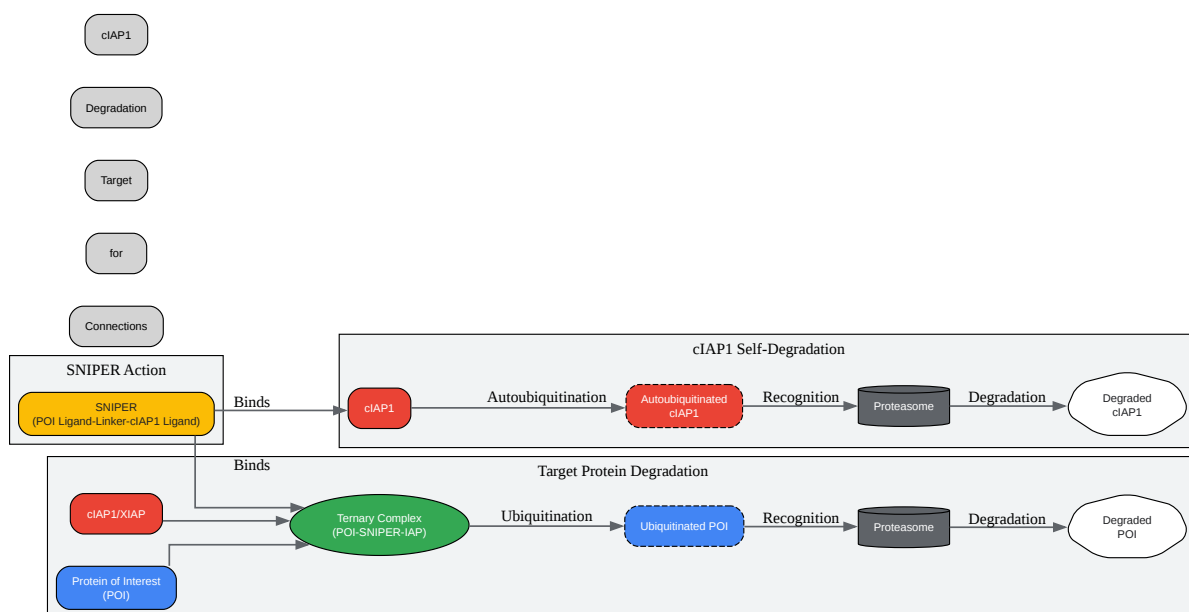 cIAP1
Degradation
Target
for
Connections
SNIPER Action
SNIPER
(POI Ligand-Linker-cIAP1 Ligand)
Binds
Binds
cIAP1 Self-Degradation
cIAP1
Autoubiquitination
Autoubiquitinated
cIAP1
Recognition
Proteasome
Degradation
Degraded
cIAP1
Target Protein Degradation
cIAP1/XIAP
Protein of Interest
(POI)
Ternary Complex
(POI-SNIPER-IAP)
Ubiquitination
Ubiquitinated POI
Recognition
Proteasome
Degradation
Degraded
POI